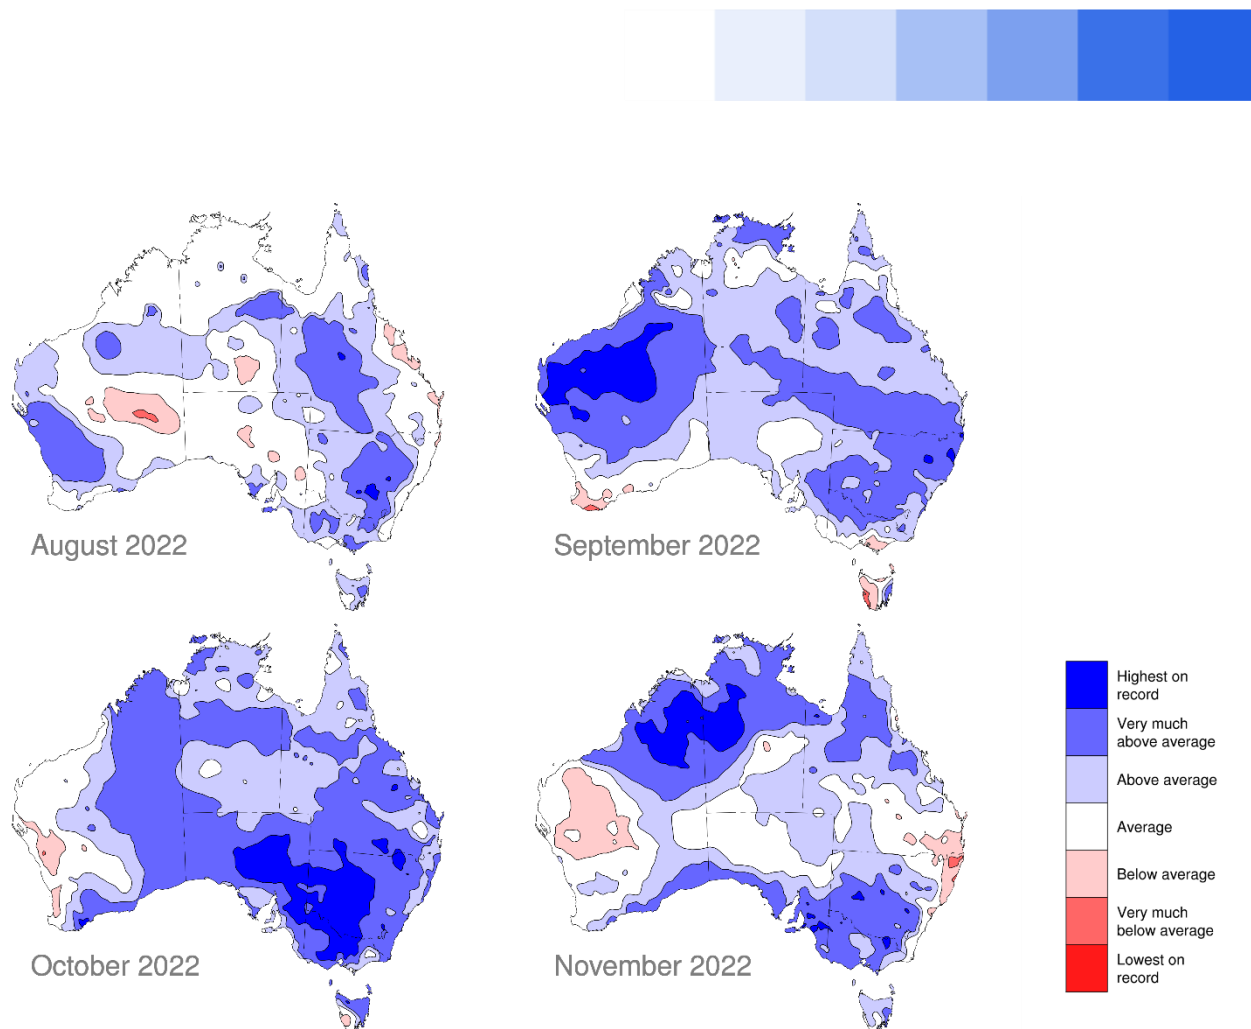 August 2022
September 2022
October 2022
November 2022
Highest on
record
Very much
above average
Above average
Average
Below average
Very much
below average
Lowest on
record